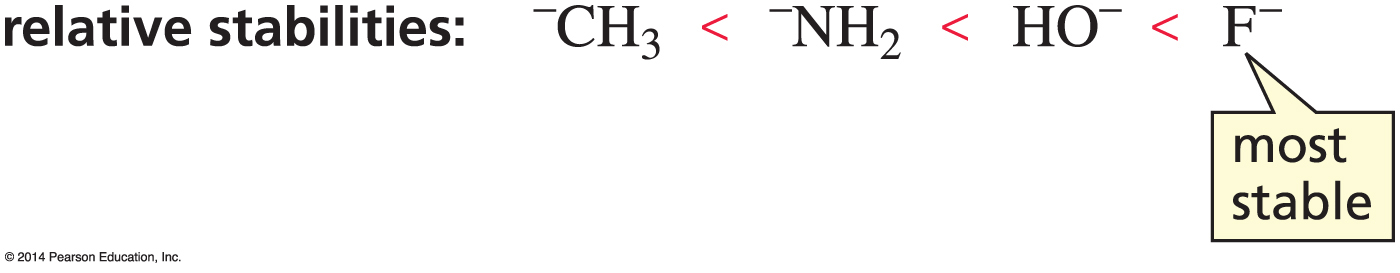 relative stabilities: ⁻CH₃ < ⁻NH₂ < HO⁻ < F⁻
most
stable
© 2014 Pearson Education, Inc.